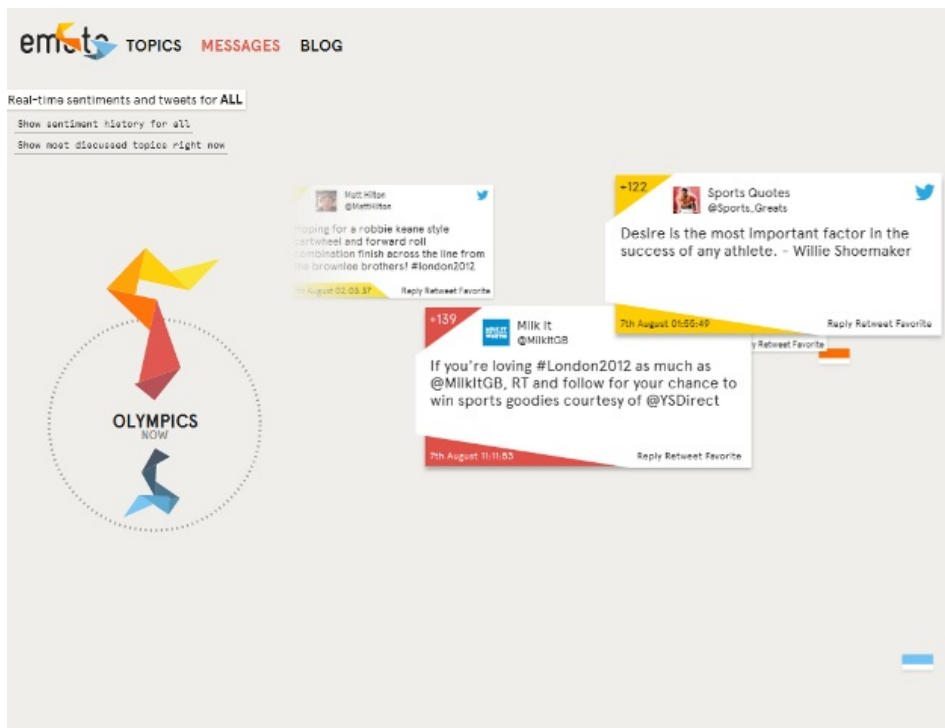 emoto TOPICS MESSAGES BLOG
Real-time sentiments and tweets for ALL
Show sentiment history for all
Show most discussed topics right now
Matt Hilton
@MattHilton
oping for a robbie keane style
cartwheel and forward roll
combination finish across the line from
the brownlee brothers! #london2012
7th August 02:03:37 Reply Retweet Favorite
+122
Sports Quotes
@Sports_Greats
Desire is the most important factor in the
success of any athlete. - Willie Shoemaker
7th August 01:55:49 Reply Retweet Favorite
y Retweet Favorite
+139
Milk It
@MilkItGB
If you're loving #London2012 as much as
@MilkItGB, RT and follow for your chance to
win sports goodies courtesy of @YSDirect
7th August 11:11:53 Reply Retweet Favorite
OLYMPICS
NOW